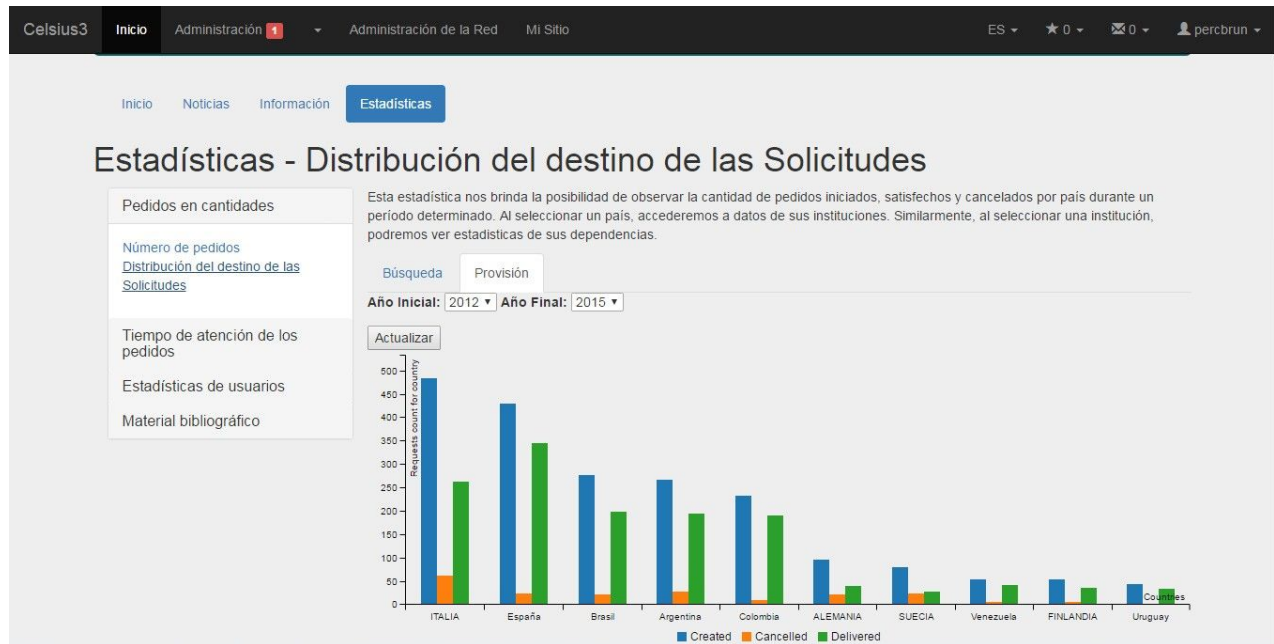 Celsius3 Inicio Administración 1 Administración de la Red Mi Sitio ES 0 0 percbrun
Inicio Noticias Información Estadísticas
Estadísticas - Distribución del destino de las Solicitudes
Pedidos en cantidades
Número de pedidos
Distribución del destino de las
Solicitudes
Tiempo de atención de los
pedidos
Estadísticas de usuarios
Material bibliográfico
Esta estadística nos brinda la posibilidad de observar la cantidad de pedidos iniciados, satisfechos y cancelados por país durante un
período determinado. Al seleccionar un país, accederemos a datos de sus instituciones. Similarmente, al seleccionar una institución,
podremos ver estadisticas de sus dependencias.
Búsqueda Provisión
Año Inicial: 2012 Año Final: 2015
Actualizar
Requests count for country
500
450
400
350
300
250
200
150
100
50
0
Countries
ITALIA España Brasil Argentina Colombia ALEMANIA SUECIA Venezuela FINLANDIA Uruguay
Created Cancelled Delivered